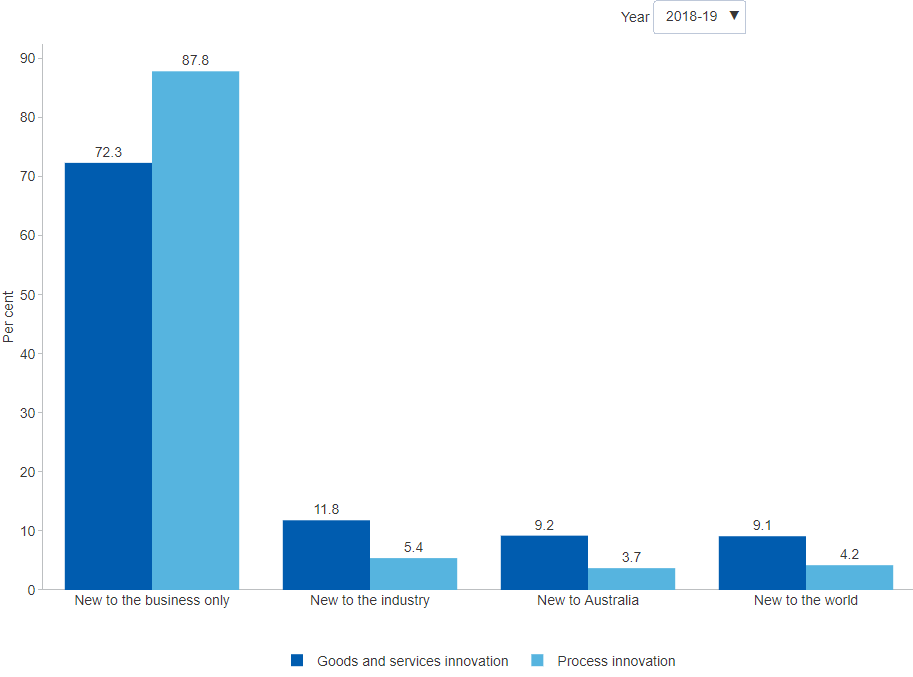 Year 2018-19 ▼
90
80
70
60
50
40
30
20
10
0
Per cent
72.3
87.8
11.8
5.4
9.2
3.7
9.1
4.2
New to the business only
New to the industry
New to Australia
New to the world
Goods and services innovation
Process innovation